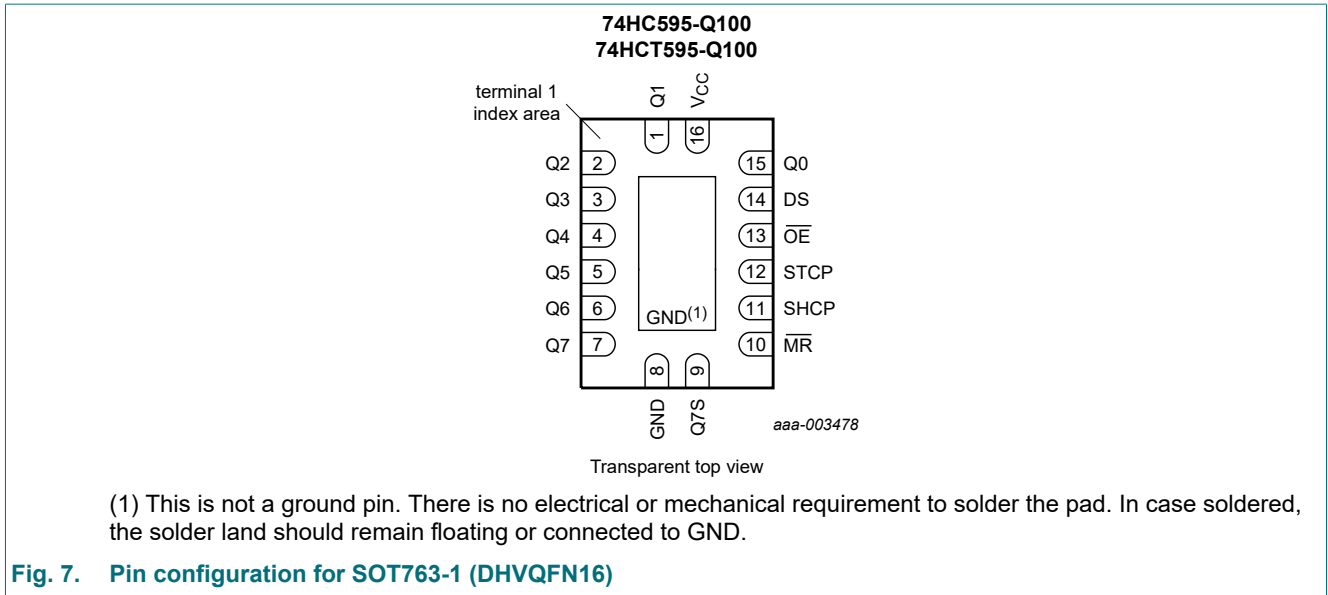 74HC595-Q100
74HCT595-Q100
terminal 1
index area
Q1
VCC
1
16
Q2 2
15 Q0
Q3 3
14 DS
Q4 4
13 OE
Q5 5
12 STCP
Q6 6
11 SHCP
GND(1)
Q7 7
10 MR
8
9
GND
Q7S
aaa-003478
Transparent top view
(1) This is not a ground pin. There is no electrical or mechanical requirement to solder the pad. In case soldered,
the solder land should remain floating or connected to GND.
Fig. 7. Pin configuration for SOT763-1 (DHVQFN16)